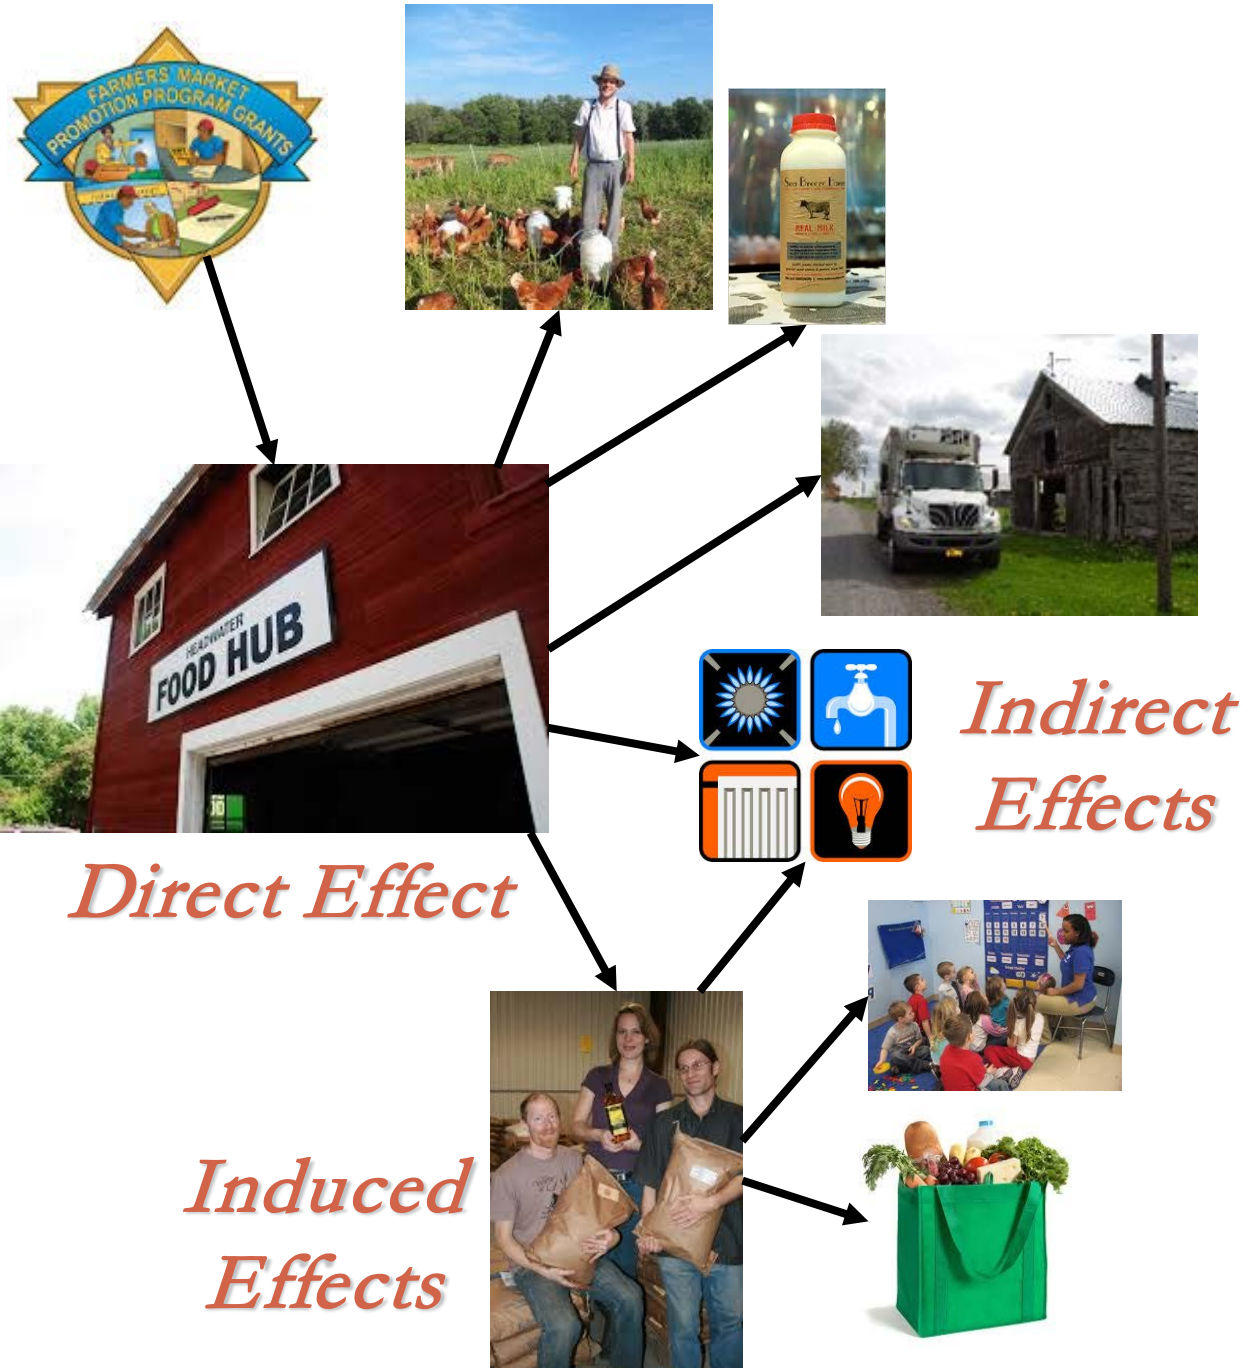 FARMERS' MARKET
PROMOTION PROGRAM GRANTS
REAL MILK
HEADWATER
FOOD HUB
Indirect
Effects
Direct Effect
Induced
Effects